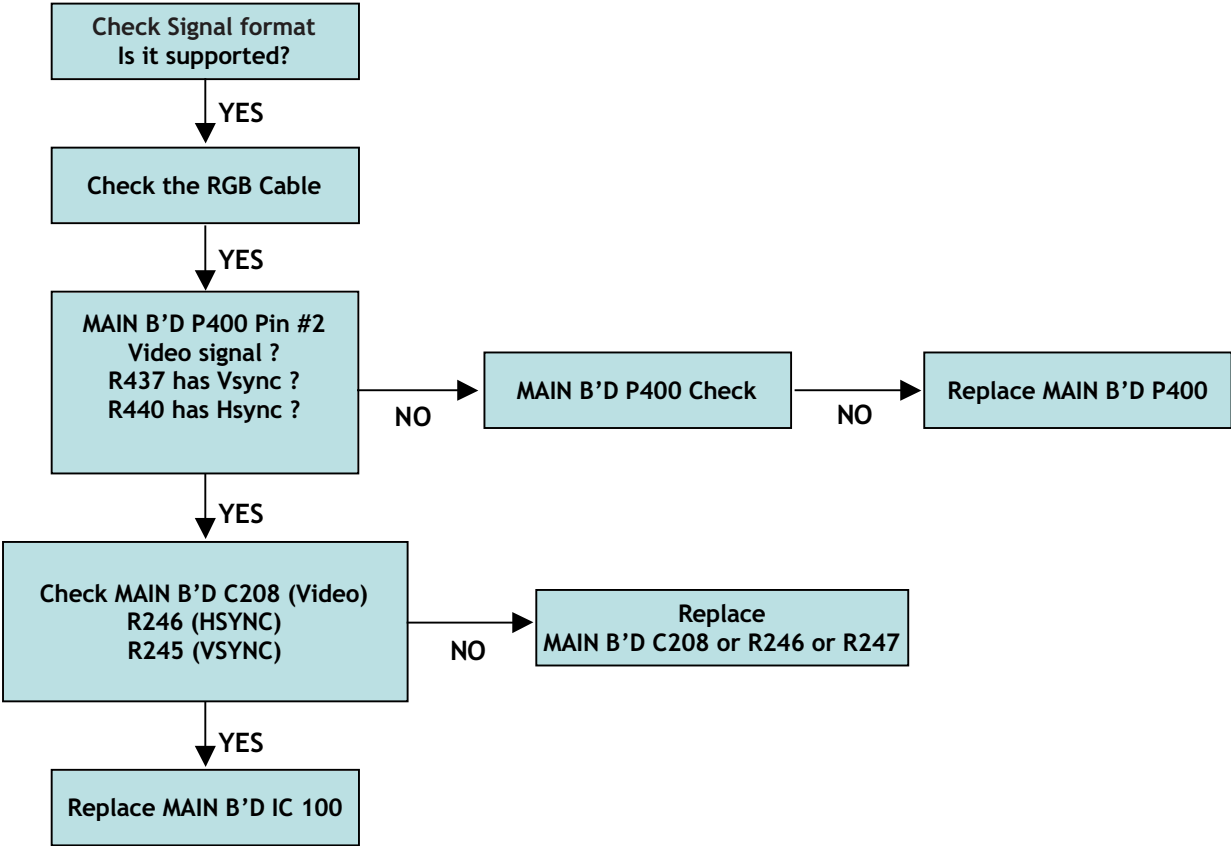 Check Signal format
Is it supported?
YES
Check the RGB Cable
YES
MAIN B’D P400 Pin #2
Video signal ?
R437 has Vsync ?
R440 has Hsync ?
NO
MAIN B’D P400 Check
NO
Replace MAIN B’D P400
YES
Check MAIN B’D C208 (Video)
R246 (HSYNC)
R245 (VSYNC)
NO
Replace
MAIN B’D C208 or R246 or R247
YES
Replace MAIN B’D IC 100